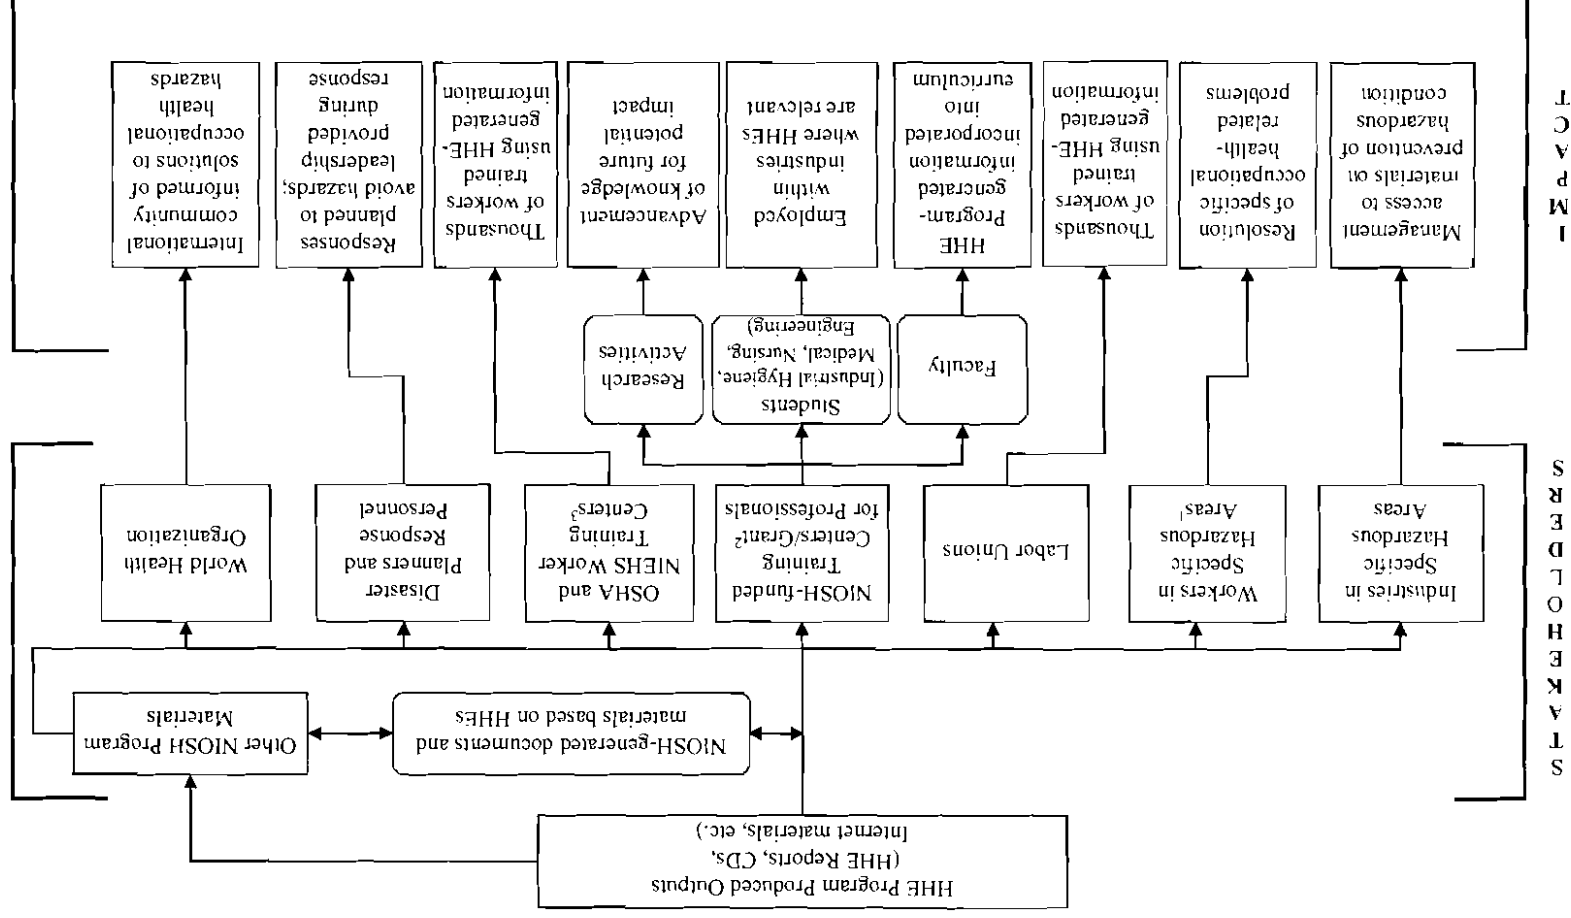 HHE Program Produced Outputs
(HHE Reports, CDs,
Internet materials, etc.)
STAKEHOLDERS
NIOSH-generated documents and
materials based on HHEs
Other NIOSH Program
Materials
Industries in
Specific
Hazardous
Areas
Workers in
Specific
Hazardous
Areas¹
Labor Unions
NIOSH-funded
Training
Centers/Grant²
for Professionals
OSHA and
NIEHS Worker
Training
Centers³
Disaster
Planners and
Response
Personnel
World Health
Organization
Faculty
Students
(Industrial Hygiene,
Medical, Nursing,
Engineering)
Research
Activities
IMPACT
Management
access to
materials on
prevention of
hazardous
condition
Resolution
of specific
occupational
health-
related
problems
Thousands
of workers
trained
using HHE-
generated
information
HHE
Program-
generated
information
incorporated
into
curriculum
Employed
within
industries
where HHEs
are relevant
Advancement
of knowledge
for future
potential
impact
Thousands
of workers
trained
using HHE-
generated
information
Responses
planned to
avoid hazards;
leadership
provided
during
response
International
community
informed of
solutions to
occupational
health
hazards